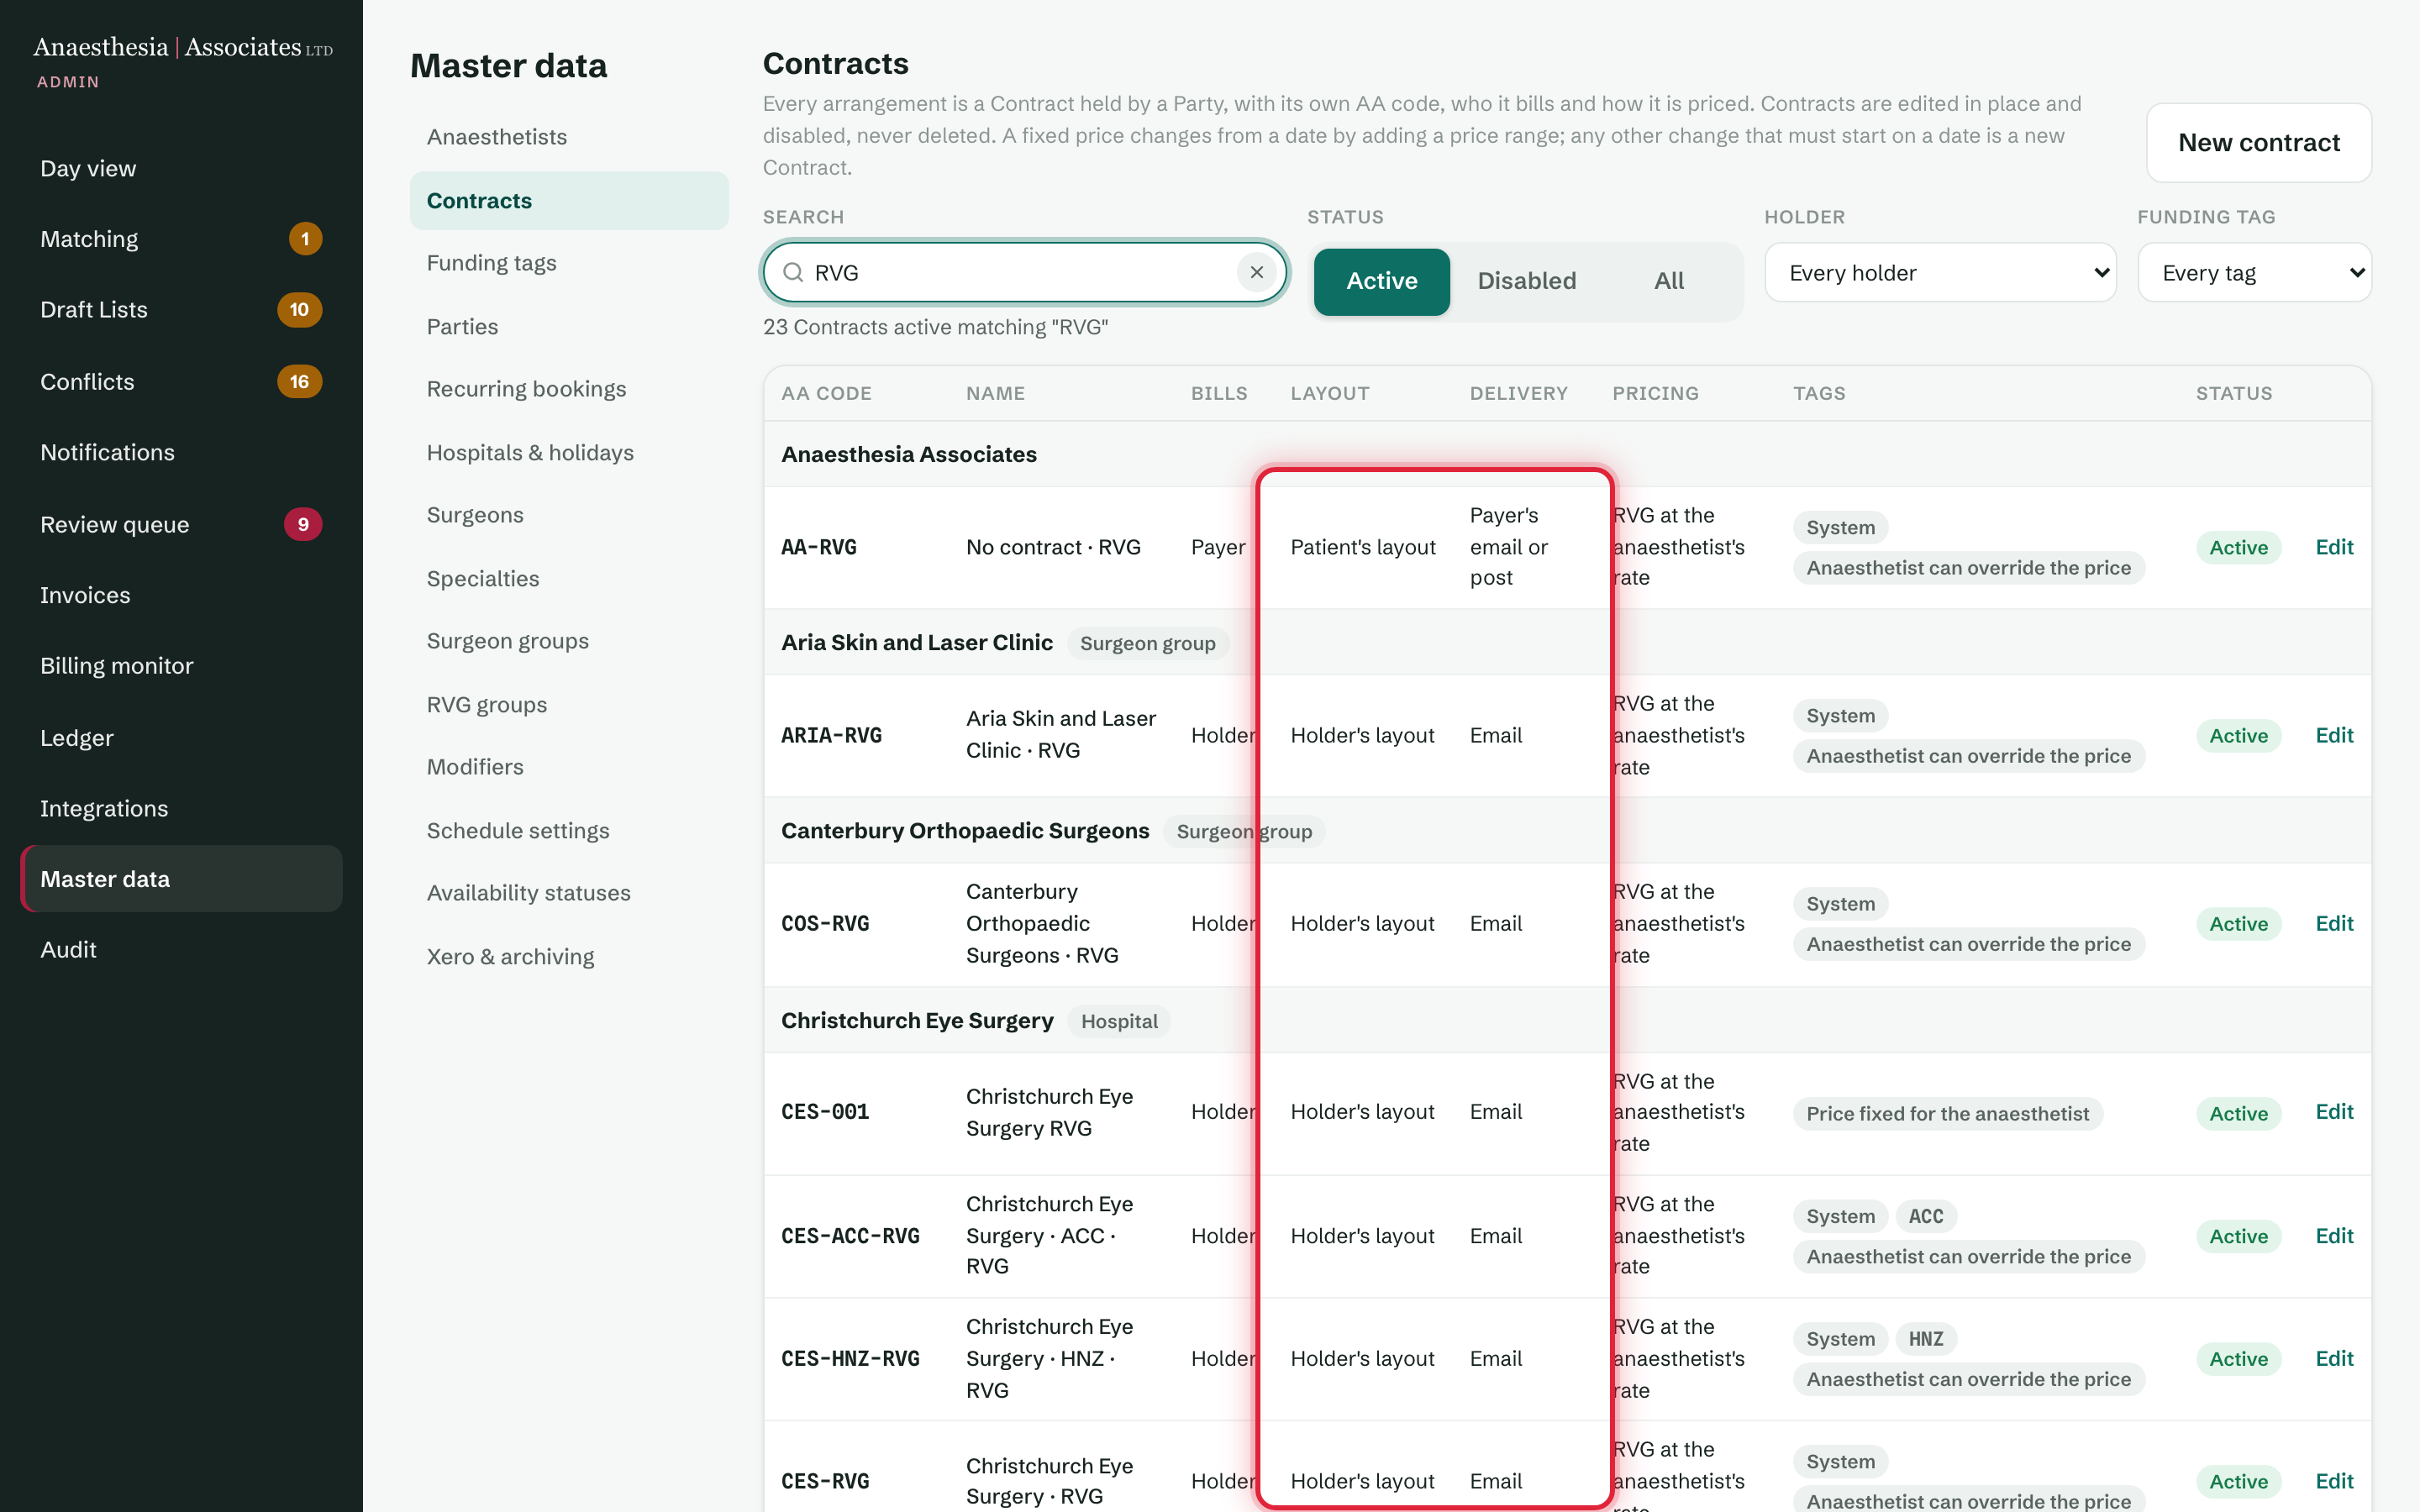 Anaesthesia | Associates LTD
ADMIN
Day view
Matching 1
Draft Lists 10
Conflicts 16
Notifications
Review queue 9
Invoices
Billing monitor
Ledger
Integrations
Master data
Audit
Master data
Anaesthetists
Contracts
Funding tags
Parties
Recurring bookings
Hospitals & holidays
Surgeons
Specialties
Surgeon groups
RVG groups
Modifiers
Schedule settings
Availability statuses
Xero & archiving
Contracts
Every arrangement is a Contract held by a Party, with its own AA code, who it bills and how it is priced. Contracts are edited in place and
disabled, never deleted. A fixed price changes from a date by adding a price range; any other change that must start on a date is a new
Contract.
New contract
SEARCH STATUS HOLDER FUNDING TAG
RVG Active Disabled All Every holder Every tag
23 Contracts active matching "RVG"
AA CODE NAME BILLS LAYOUT DELIVERY PRICING TAGS STATUS
Anaesthesia Associates
AA-RVG
No contract · RVG
Payer
Patient's layout
Payer's
email or
post
RVG at the
anaesthetist's
rate
System
Anaesthetist can override the price
Active
Edit
Aria Skin and Laser Clinic Surgeon group
ARIA-RVG
Aria Skin and Laser
Clinic · RVG
Holder
Holder's layout
Email
RVG at the
anaesthetist's
rate
System
Anaesthetist can override the price
Active
Edit
Canterbury Orthopaedic Surgeons Surgeon group
COS-RVG
Canterbury
Orthopaedic
Surgeons · RVG
Holder
Holder's layout
Email
RVG at the
anaesthetist's
rate
System
Anaesthetist can override the price
Active
Edit
Christchurch Eye Surgery Hospital
CES-001
Christchurch Eye
Surgery RVG
Holder
Holder's layout
Email
RVG at the
anaesthetist's
rate
Price fixed for the anaesthetist
Active
Edit
CES-ACC-RVG
Christchurch Eye
Surgery · ACC ·
RVG
Holder
Holder's layout
Email
RVG at the
anaesthetist's
rate
System ACC
Anaesthetist can override the price
Active
Edit
CES-HNZ-RVG
Christchurch Eye
Surgery · HNZ ·
RVG
Holder
Holder's layout
Email
RVG at the
anaesthetist's
rate
System HNZ
Anaesthetist can override the price
Active
Edit
CES-RVG
Christchurch Eye
Surgery · RVG
Holder
Holder's layout
Email
RVG at the
anaesthetist's
System
Anaesthetist can override the price
Active
Edit